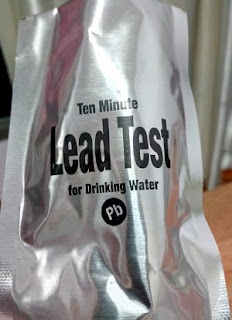 Ten Minute
Lead Test
for Drinking Water
Pb